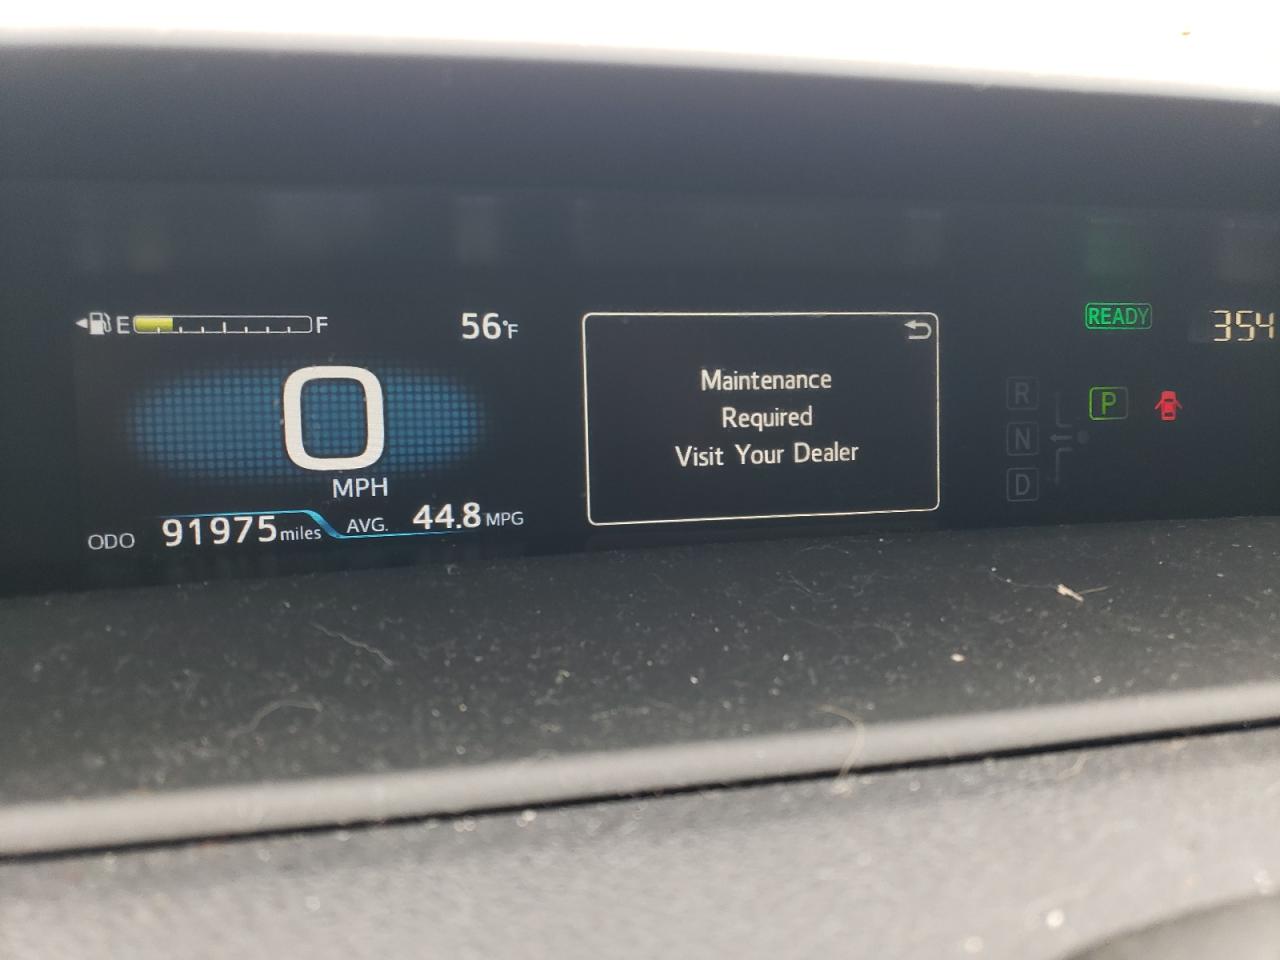 E F 56°F
0
MPH
ODO 91975 miles AVG. 44.8 MPG
Maintenance
Required
Visit Your Dealer
READY 354
R
N
D
P